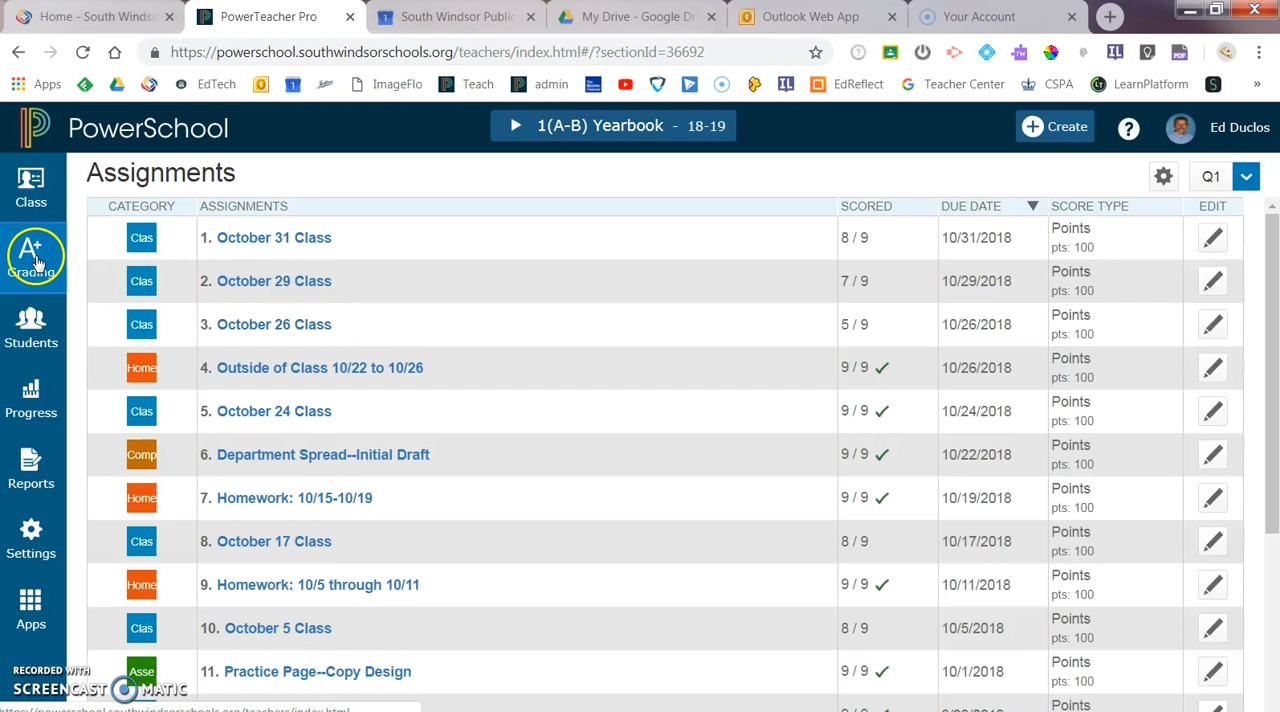 Home - South Winds
PowerTeacher Pro
South Windsor Public
My Drive - Google Dr
Outlook Web App
Your Account
https://powerschool.southwindsorschools.org/teachers/index.html#/?sectionId=36692
Apps
EdTech
ImageFlo
Teach
admin
EdReflect
Teacher Center
CSPA
LearnPlatform
PowerSchool
1(A-B) Yearbook - 18-19
Create
Ed Duclos
Class
Grading
Students
Progress
Reports
Settings
Apps
Assignments
Q1
CATEGORY ASSIGNMENTS SCORED DUE DATE SCORE TYPE EDIT
Clas 1. October 31 Class 8 / 9 10/31/2018 Points pts: 100
Clas 2. October 29 Class 7 / 9 10/29/2018 Points pts: 100
Clas 3. October 26 Class 5 / 9 10/26/2018 Points pts: 100
Home 4. Outside of Class 10/22 to 10/26 9 / 9 10/26/2018 Points pts: 100
Clas 5. October 24 Class 9 / 9 10/24/2018 Points pts: 100
Comp 6. Department Spread--Initial Draft 9 / 9 10/22/2018 Points pts: 100
Home 7. Homework: 10/15-10/19 9 / 9 10/19/2018 Points pts: 100
Clas 8. October 17 Class 8 / 9 10/17/2018 Points pts: 100
Home 9. Homework: 10/5 through 10/11 9 / 9 10/11/2018 Points pts: 100
Clas 10. October 5 Class 8 / 9 10/5/2018 Points pts: 100
Asse 11. Practice Page--Copy Design 9 / 9 10/1/2018 Points pts: 100
RECORDED WITH
SCREENCAST MATIC